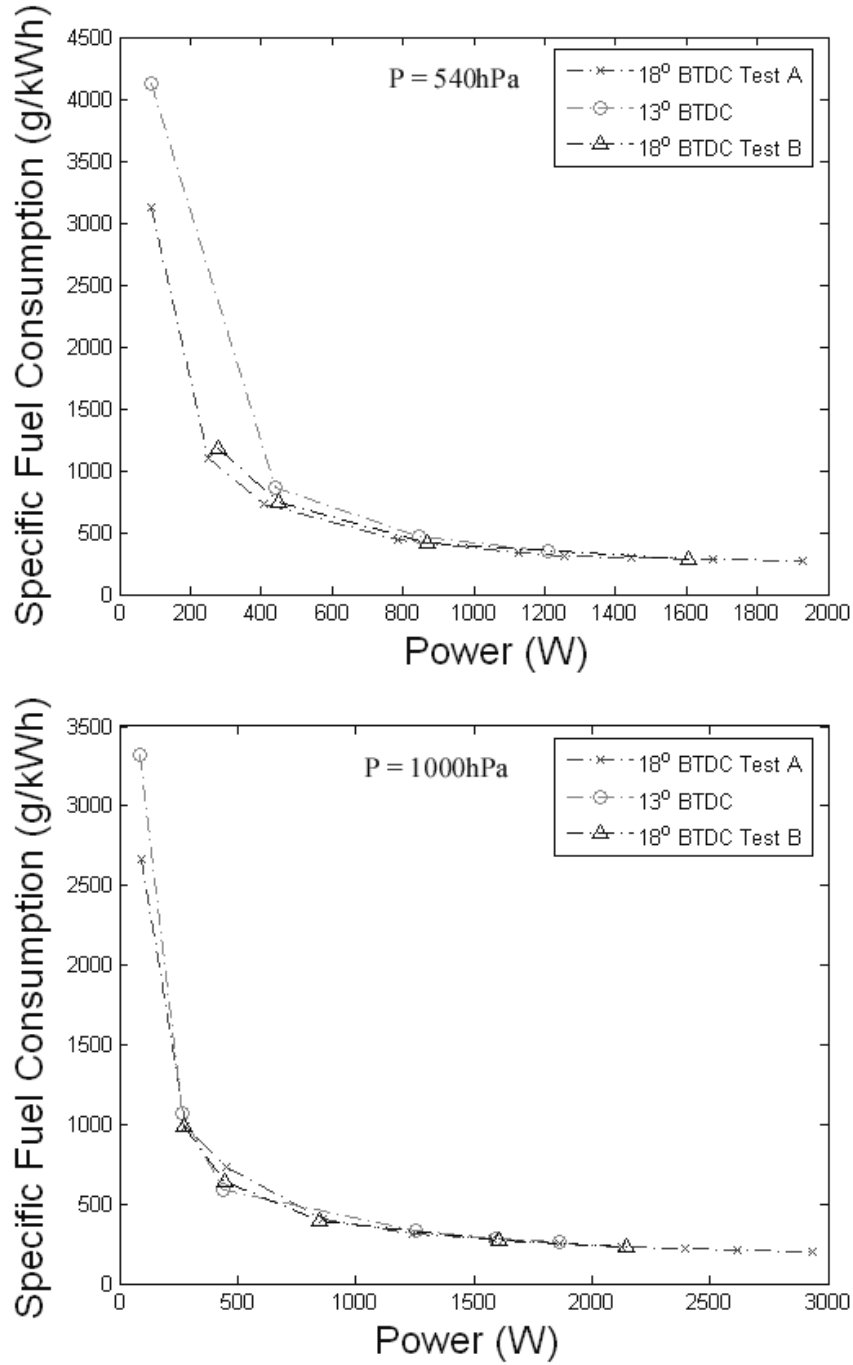 Specific Fuel Consumption (g/kWh)
4500
4000
3500
3000
2500
2000
1500
1000
500
0
P = 540hPa
18º BTDC Test A
13º BTDC
18º BTDC Test B
0 200 400 600 800 1000 1200 1400 1600 1800 2000
Power (W)
Specific Fuel Consumption (g/kWh)
3500
3000
2500
2000
1500
1000
500
0
P = 1000hPa
18º BTDC Test A
13º BTDC
18º BTDC Test B
0 500 1000 1500 2000 2500 3000
Power (W)